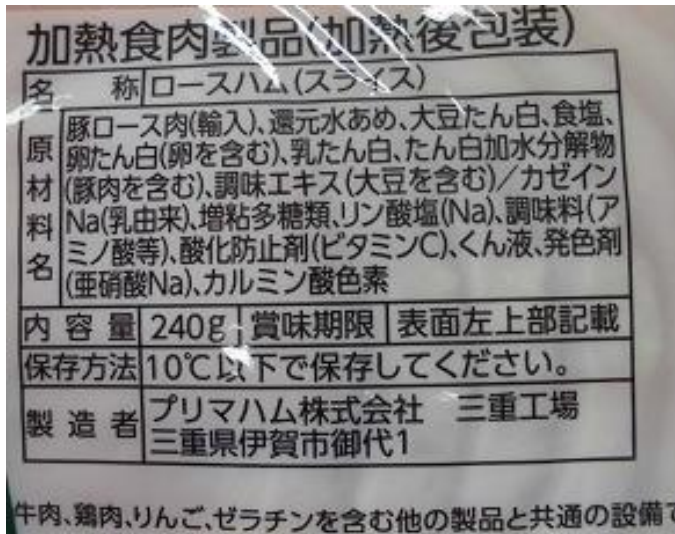 加熱食肉製品(加熱後包装)
名称 ロースハム(スライス)
原材料名
豚ロース肉(輸入)、還元水あめ、大豆たん白、食塩、
卵たん白(卵を含む)、乳たん白、たん白加水分解物
(豚肉を含む)、調味エキス(大豆を含む)/カゼイン
Na(乳由来)、増粘多糖類、リン酸塩(Na)、調味料(ア
ミノ酸等)、酸化防止剤(ビタミンC)、くん液、発色剤
(亜硝酸Na)、カルミン酸色素
内容量 240g 賞味期限 表面左上部記載
保存方法 10℃以下で保存してください。
製造者 プリマハム株式会社 三重工場
三重県伊賀市御代1
牛肉、鶏肉、りんご、ゼラチンを含む他の製品と共通の設備で